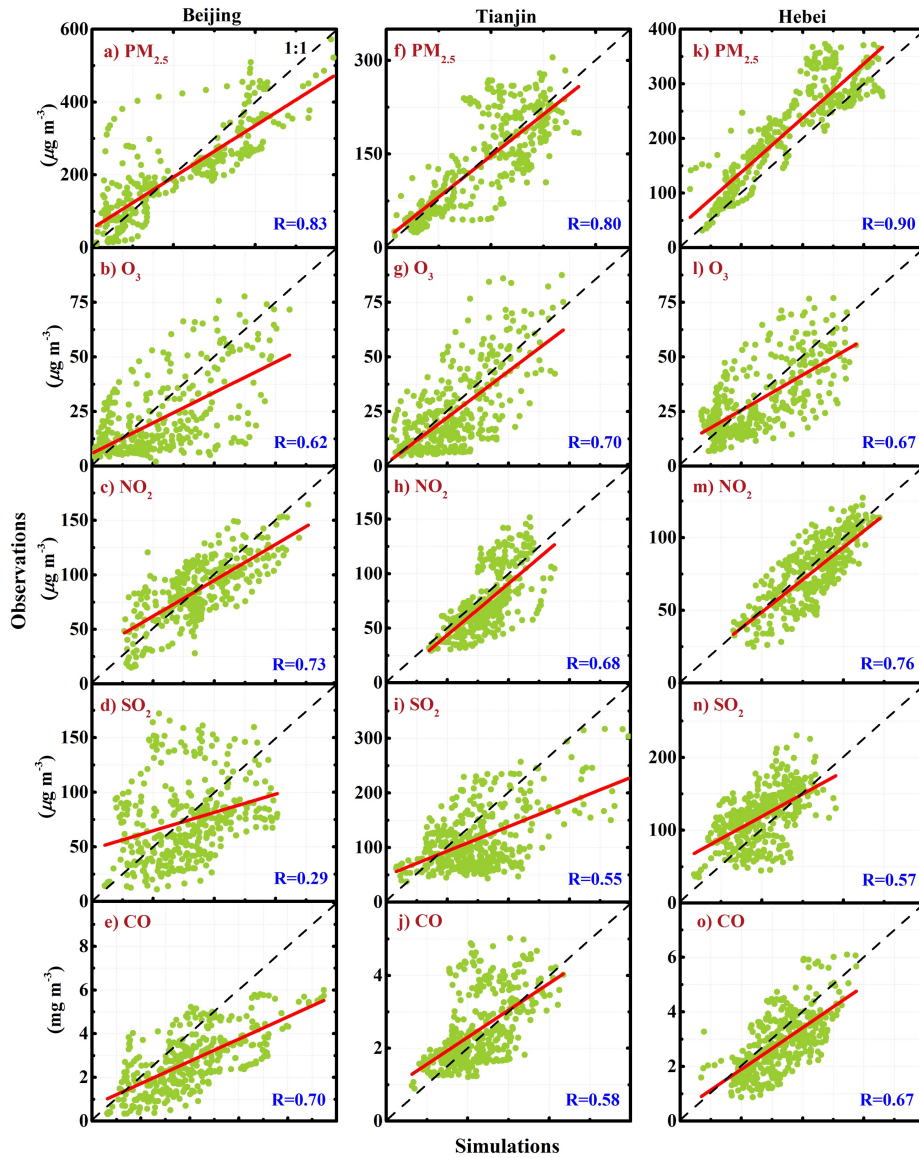 Beijing
Tianjin
Hebei
Observations
Simulations
a) PM2.5
1:1
(μg m-3)
600
400
200
0
R=0.83
f) PM2.5
300
150
0
R=0.80
k) PM2.5
400
300
200
100
0
R=0.90
b) O3
(μg m-3)
75
50
25
0
R=0.62
g) O3
75
50
25
0
R=0.70
l) O3
75
50
25
0
R=0.67
c) NO2
(μg m-3)
150
100
50
0
R=0.73
h) NO2
150
100
50
0
R=0.68
m) NO2
100
50
0
R=0.76
d) SO2
(μg m-3)
150
100
50
0
R=0.29
i) SO2
300
200
100
0
R=0.55
n) SO2
200
100
0
R=0.57
e) CO
(mg m-3)
8
6
4
2
0
R=0.70
j) CO
4
2
0
R=0.58
o) CO
6
4
2
0
R=0.67